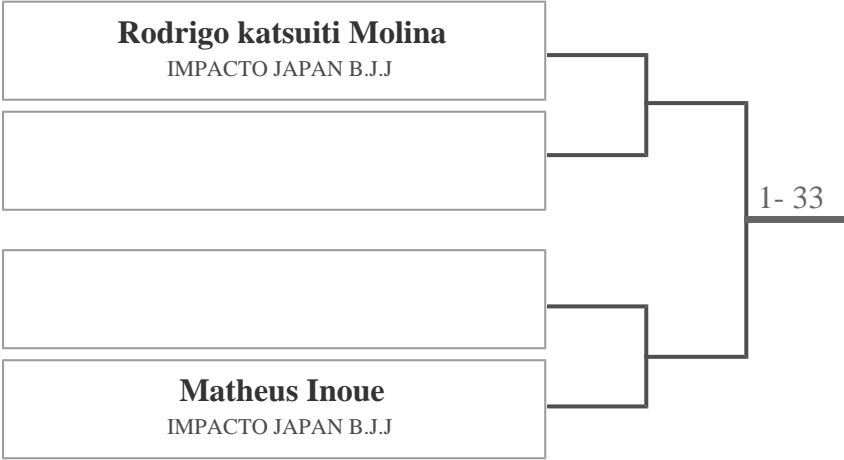 Rodrigo katsuiti Molina
IMPACTO JAPAN B.J.J
1- 33
Matheus Inoue
IMPACTO JAPAN B.J.J